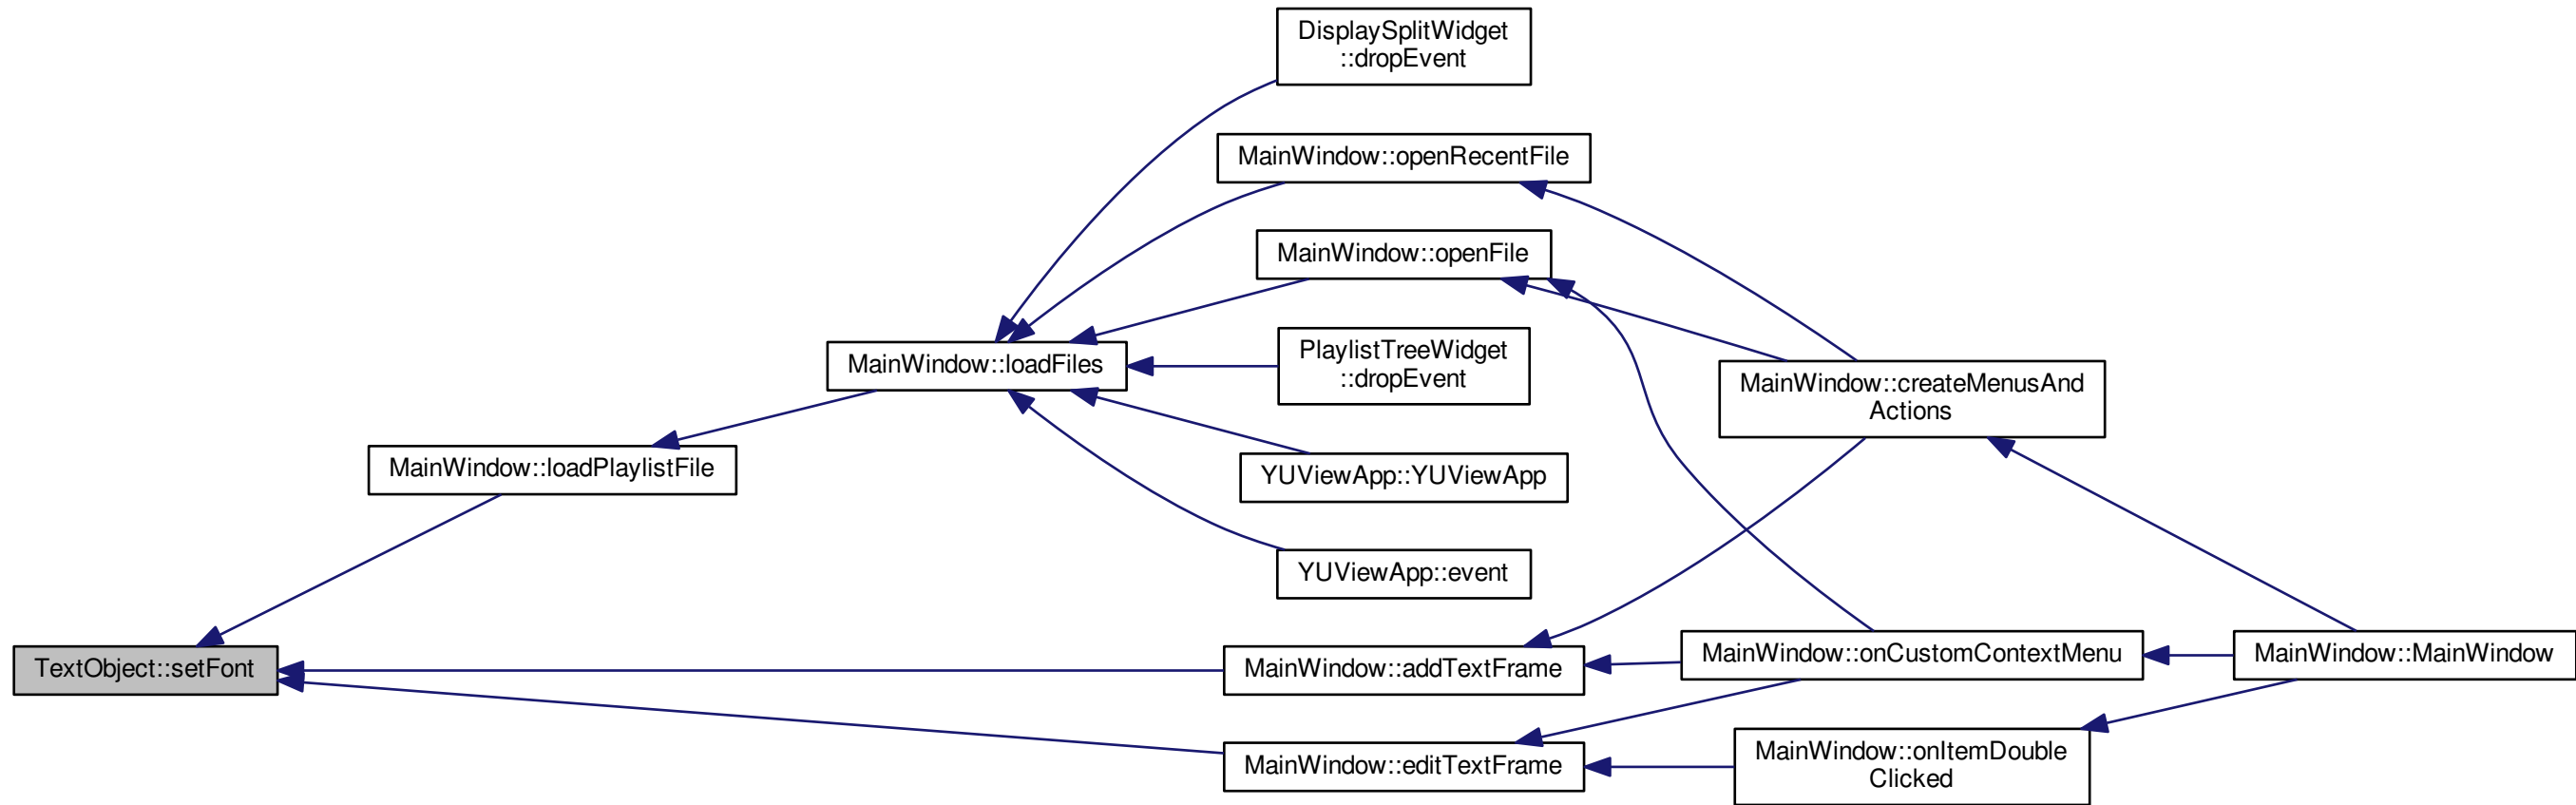 DisplaySplitWidget
::dropEvent
MainWindow::openRecentFile
MainWindow::openFile
MainWindow::loadFiles
PlaylistTreeWidget
::dropEvent
MainWindow::createMenusAnd
Actions
MainWindow::loadPlaylistFile
YUViewApp::YUViewApp
YUViewApp::event
TextObject::setFont
MainWindow::addTextFrame
MainWindow::onCustomContextMenu
MainWindow::MainWindow
MainWindow::editTextFrame
MainWindow::onItemDouble
Clicked